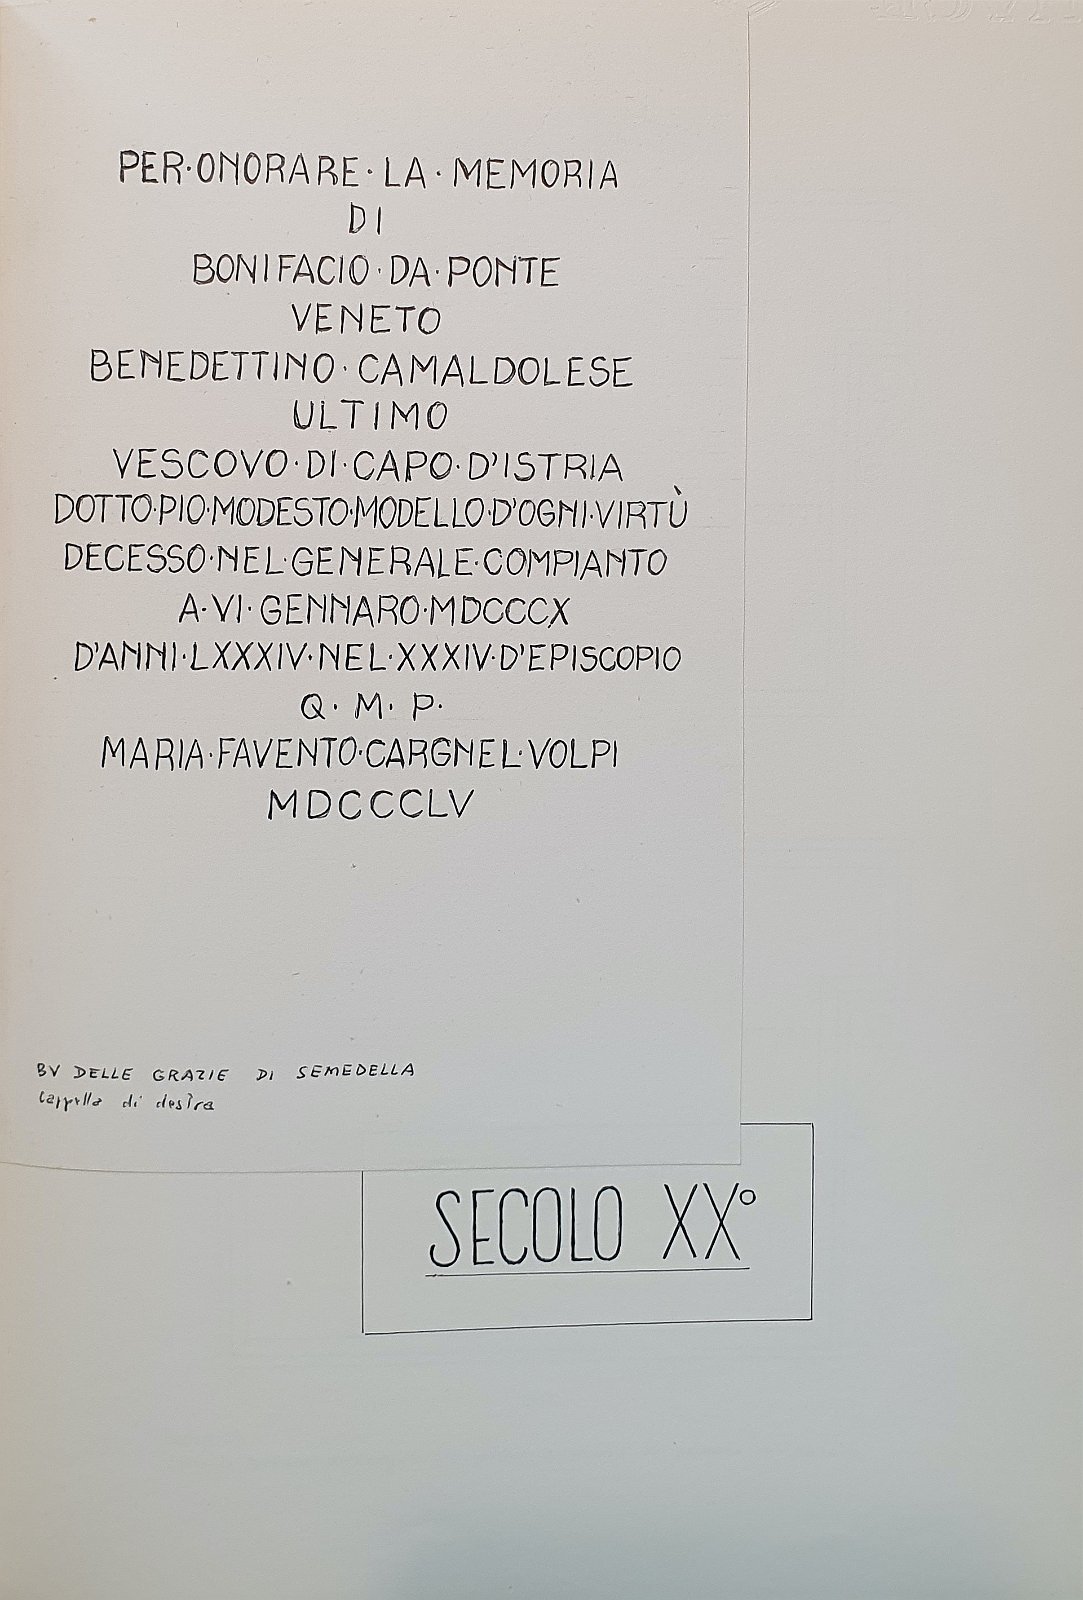 PER·ONORARE·LA·MEMORIA
DI
BONIFACIO·DA·PONTE
VENETO
BENEDETTINO·CAMALDOLESE
ULTIMO
VESCOVO·DI·CAPO·D'ISTRIA
DOTTO·PIO·MODESTO·MODELLO·D'OGNI·VIRTÙ
DECESSO·NEL·GENERALE·COMPIANTO
A·VI·GENNARO·MDCCCX
D'ANNI·LXXXIV·NEL·XXXIV·D'EPISCOPIO
Q· M· P·
MARIA·FAVENTO·CARGNEL·VOLPI
MDCCCLV
BV DELLE GRAZIE DI SEMEDELLA
Cappella di destra
SECOLO XX°